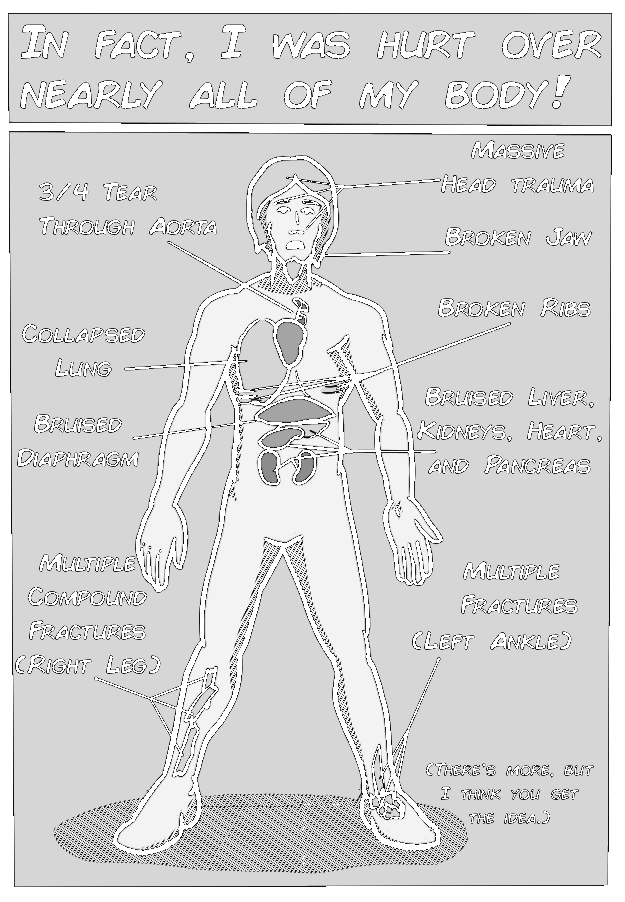 IN FACT, I WAS HURT OVER
NEARLY ALL OF MY BODY!
MASSIVE
HEAD TRAUMA
3/4 TEAR
THROUGH AORTA
BROKEN JAW
BROKEN RIBS
COLLAPSED
LUNG
BRUISED LIVER,
KIDNEYS, HEART,
AND PANCREAS
BRUISED
DIAPHRAGM
MULTIPLE
COMPOUND
FRACTURES
(RIGHT LEG)
MULTIPLE
FRACTURES
(LEFT ANKLE)
(THERE'S MORE, BUT
I THINK YOU GET
THE IDEA.)